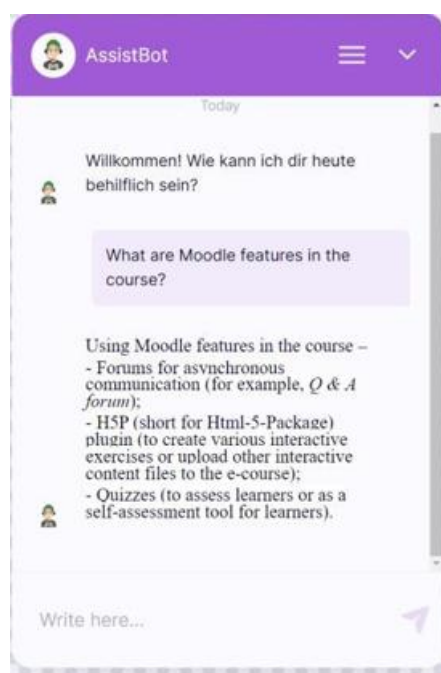 AssistBot
Today
Willkommen! Wie kann ich dir heute
behilflich sein?
What are Moodle features in the
course?
Using Moodle features in the course –
- Forums for asynchronous
communication (for example, Q & A
forum);
- H5P (short for Html-5-Package)
plugin (to create various interactive
exercises or upload other interactive
content files to the e-course);
- Quizzes (to assess learners or as a
self-assessment tool for learners).
Write here...